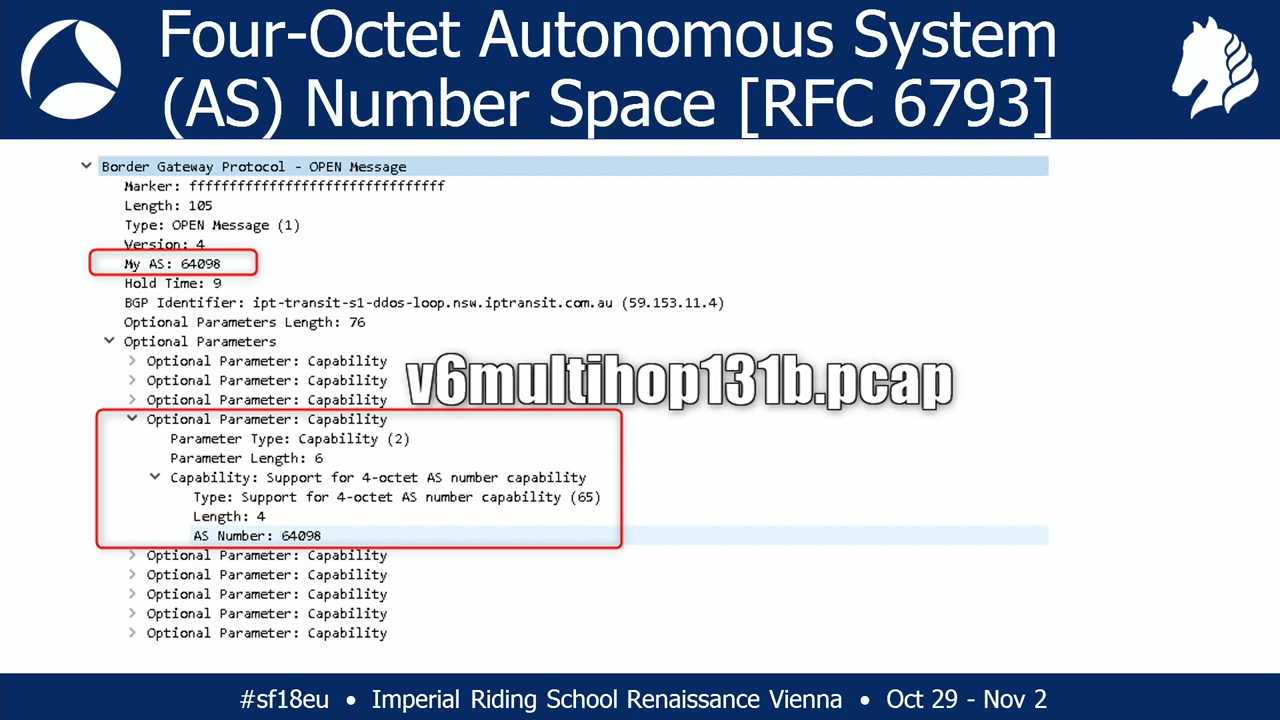 Four-Octet Autonomous System
(AS) Number Space [RFC 6793]
Border Gateway Protocol - OPEN Message
Marker: ffffffffffffffffffffffffffffffff
Length: 105
Type: OPEN Message (1)
Version: 4
My AS: 64098
Hold Time: 9
BGP Identifier: ipt-transit-s1-ddos-loop.nsw.iptransit.com.au (59.153.11.4)
Optional Parameters Length: 76
Optional Parameters
Optional Parameter: Capability
Optional Parameter: Capability
Optional Parameter: Capability
v6multihop131b.pcap
Optional Parameter: Capability
Parameter Type: Capability (2)
Parameter Length: 6
Capability: Support for 4-octet AS number capability
Type: Support for 4-octet AS number capability (65)
Length: 4
AS Number: 64098
Optional Parameter: Capability
Optional Parameter: Capability
Optional Parameter: Capability
Optional Parameter: Capability
Optional Parameter: Capability
#sf18eu • Imperial Riding School Renaissance Vienna • Oct 29 - Nov 2